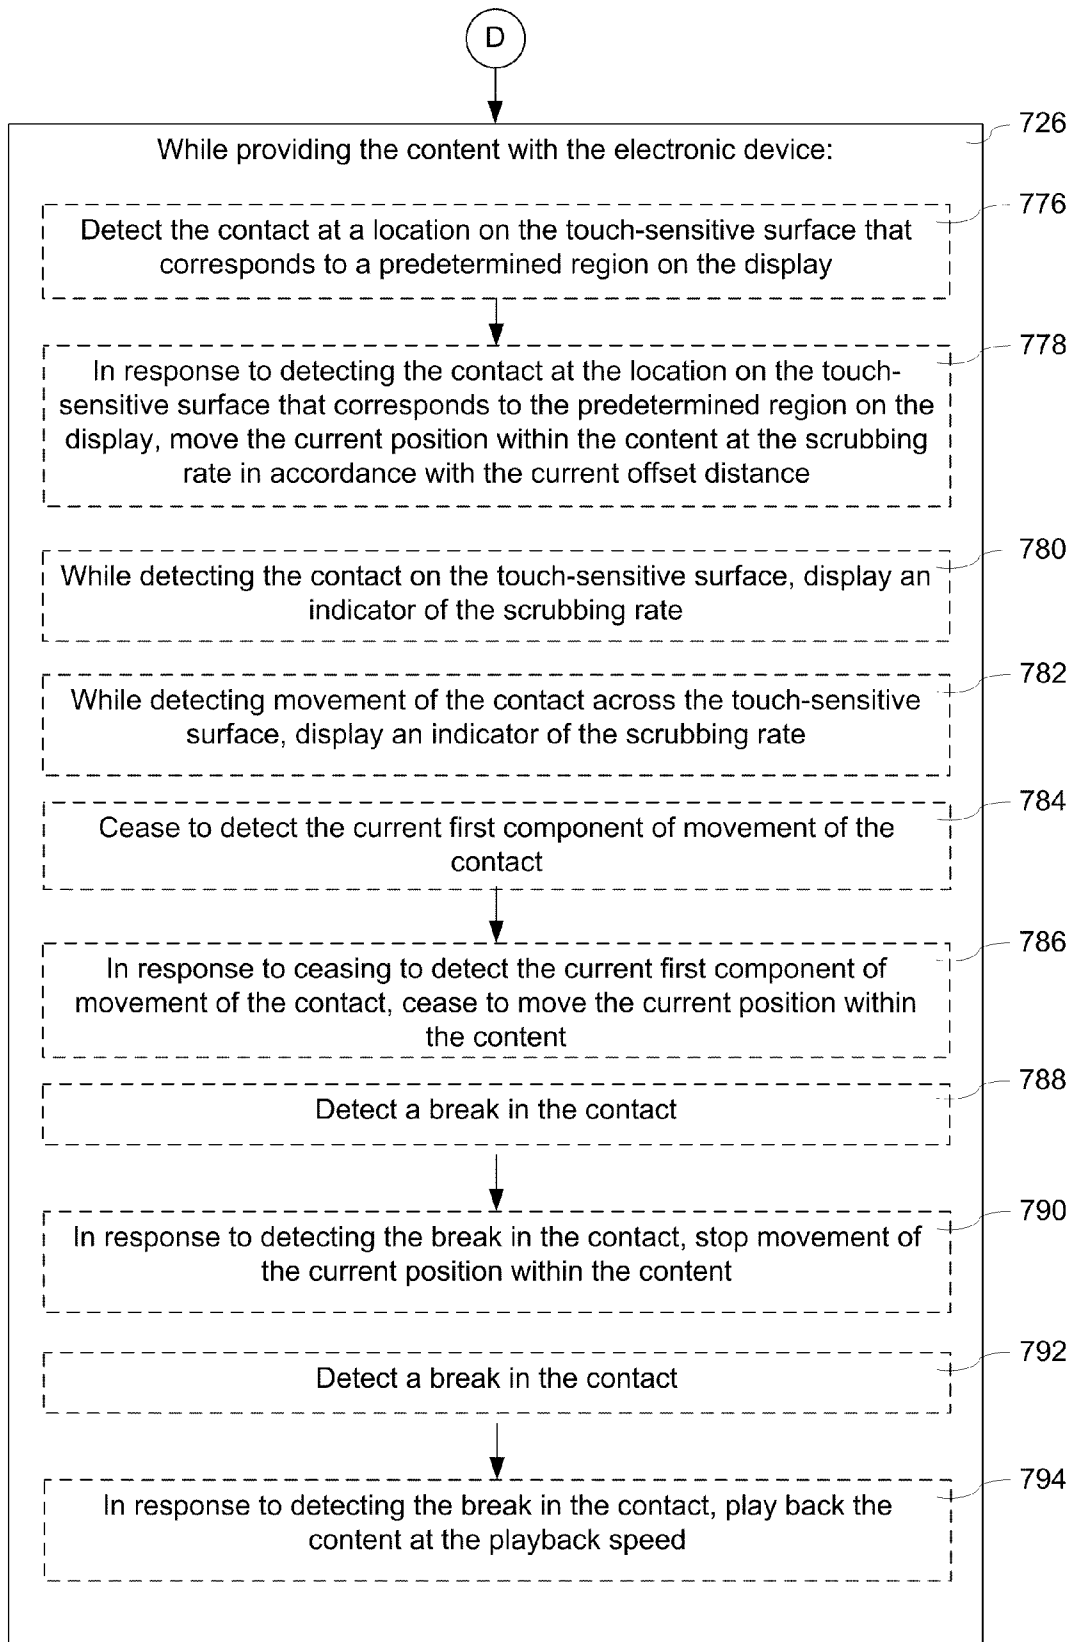 D
726
While providing the content with the electronic device:
776
Detect the contact at a location on the touch-sensitive surface that
corresponds to a predetermined region on the display
778
In response to detecting the contact at the location on the touch-
sensitive surface that corresponds to the predetermined region on the
display, move the current position within the content at the scrubbing
rate in accordance with the current offset distance
780
While detecting the contact on the touch-sensitive surface, display an
indicator of the scrubbing rate
782
While detecting movement of the contact across the touch-sensitive
surface, display an indicator of the scrubbing rate
784
Cease to detect the current first component of movement of the
contact
786
In response to ceasing to detect the current first component of
movement of the contact, cease to move the current position within
the content
788
Detect a break in the contact
790
In response to detecting the break in the contact, stop movement of
the current position within the content
792
Detect a break in the contact
794
In response to detecting the break in the contact, play back the
content at the playback speed